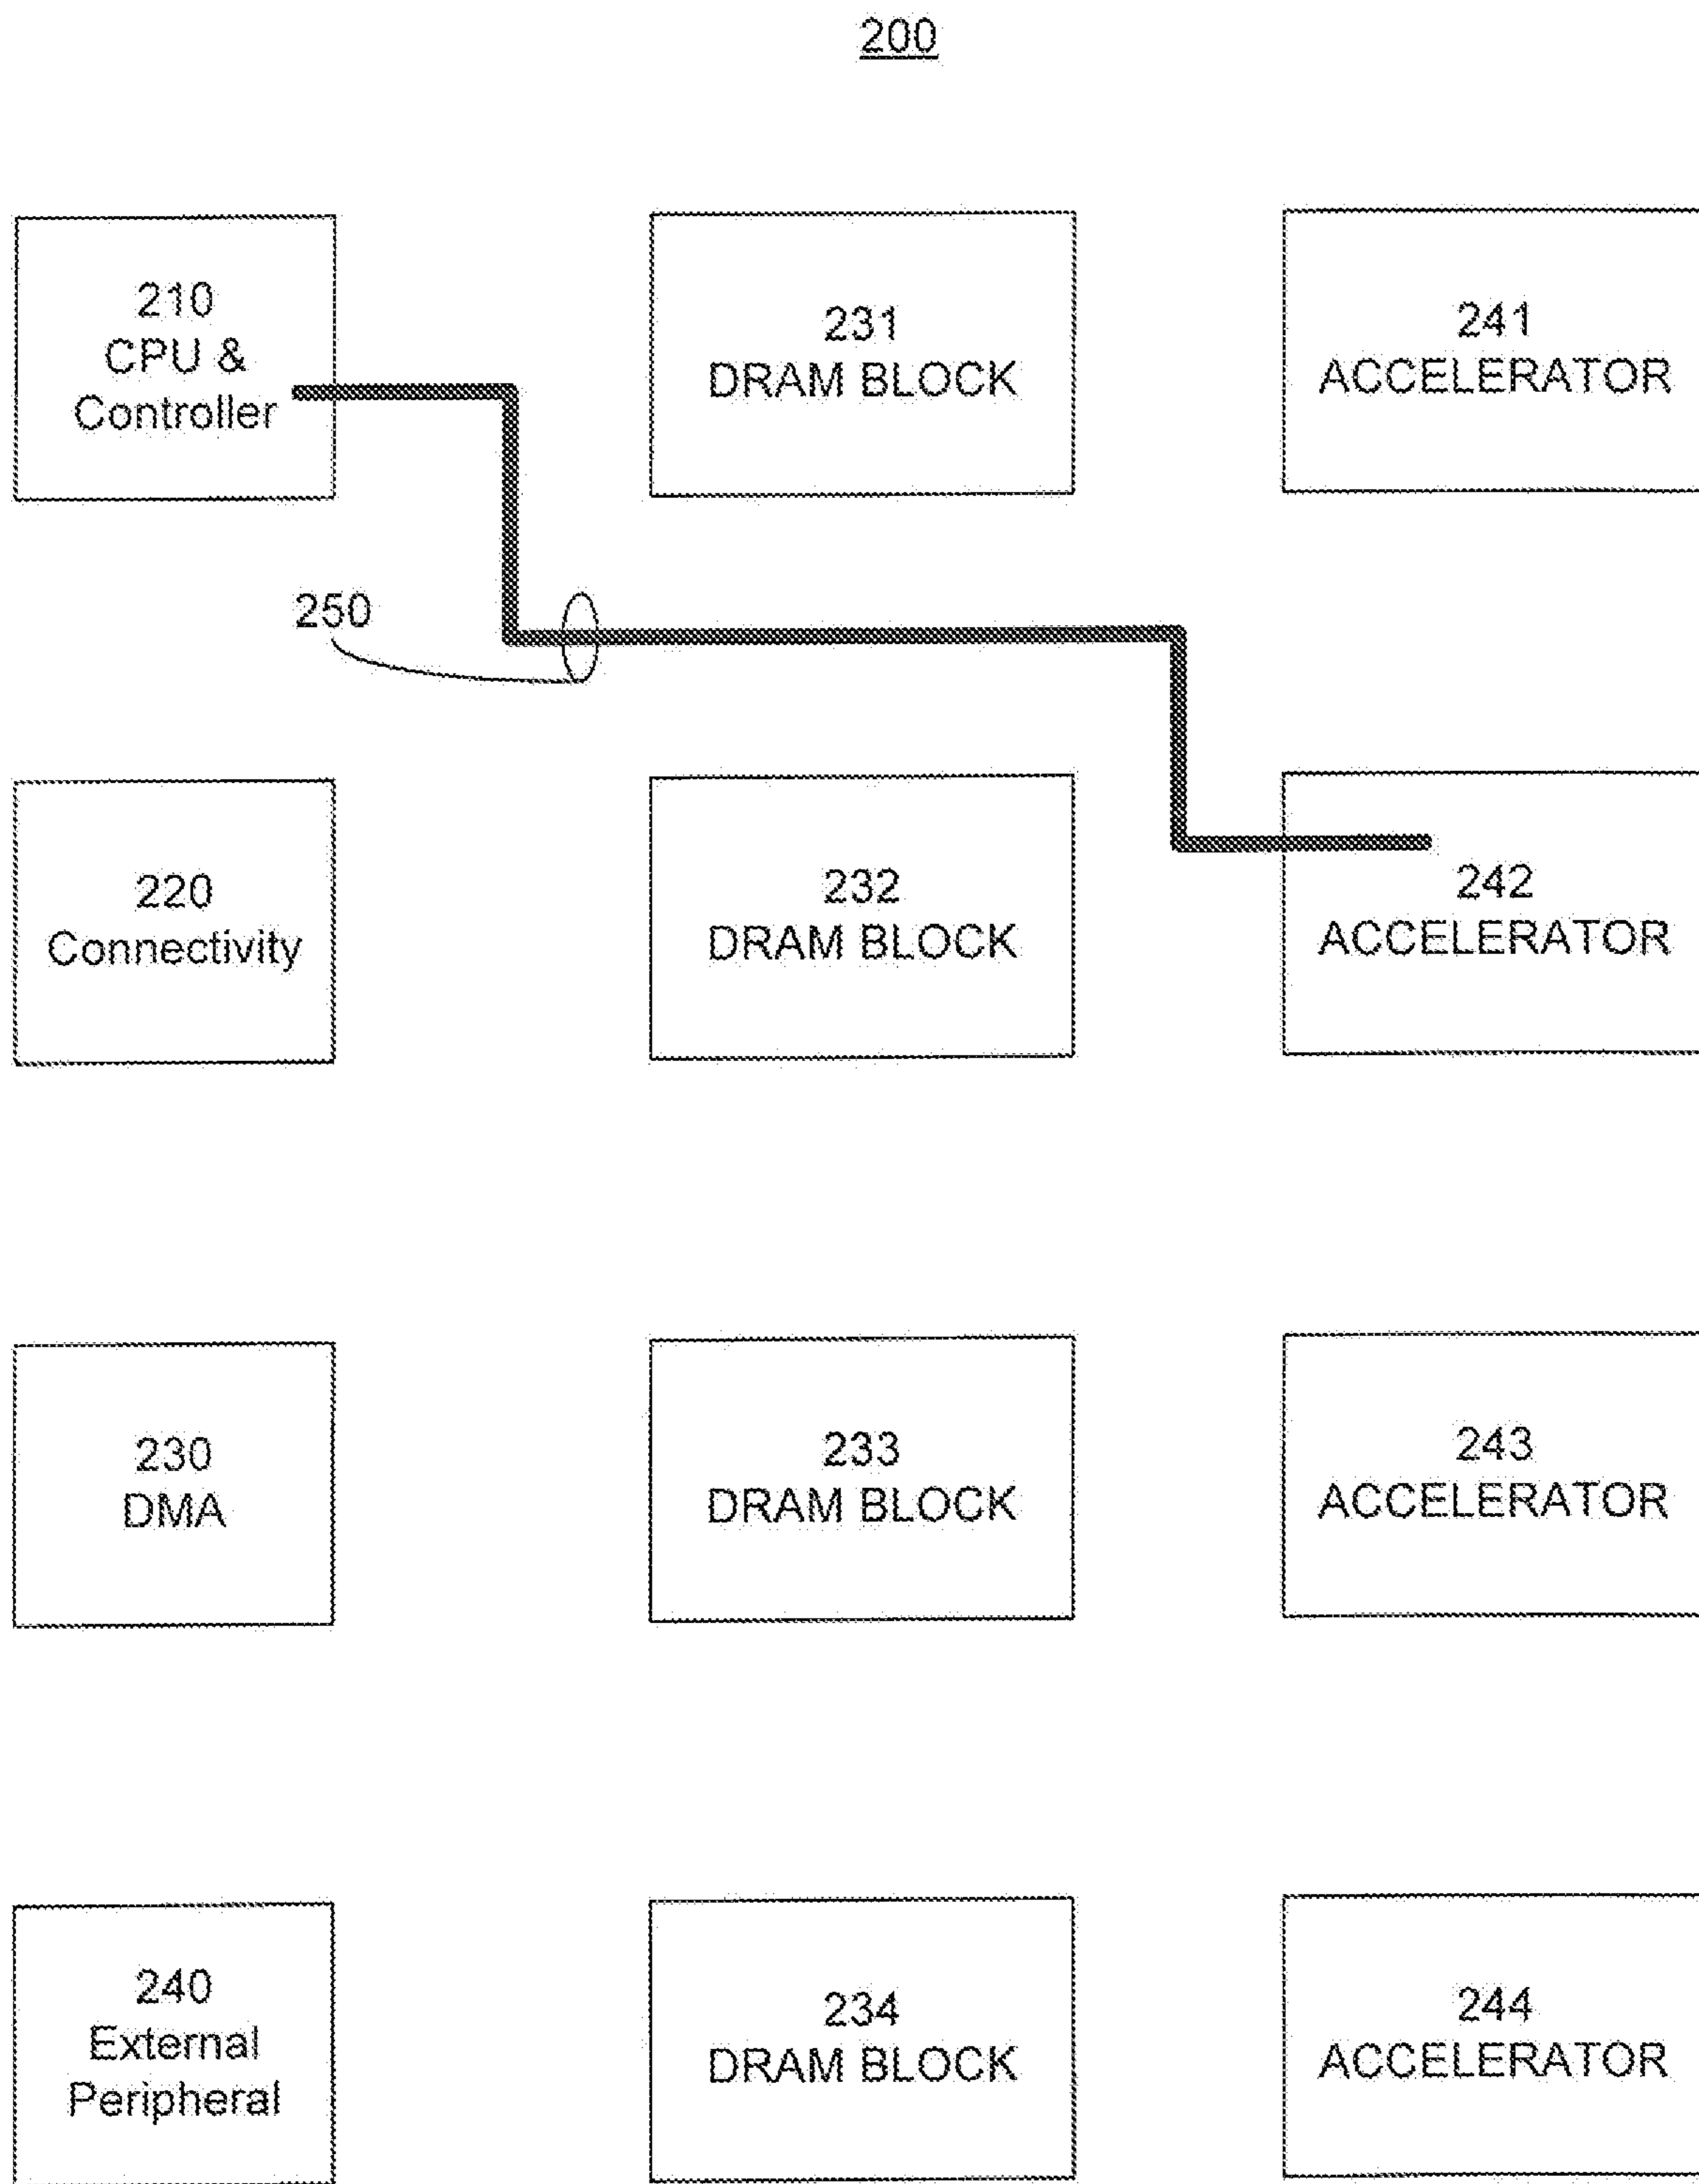 200
210
CPU &
Controller
231
DRAM BLOCK
241
ACCELERATOR
250
220
Connectivity
232
DRAM BLOCK
242
ACCELERATOR
230
DMA
233
DRAM BLOCK
243
ACCELERATOR
240
External
Peripheral
234
DRAM BLOCK
244
ACCELERATOR